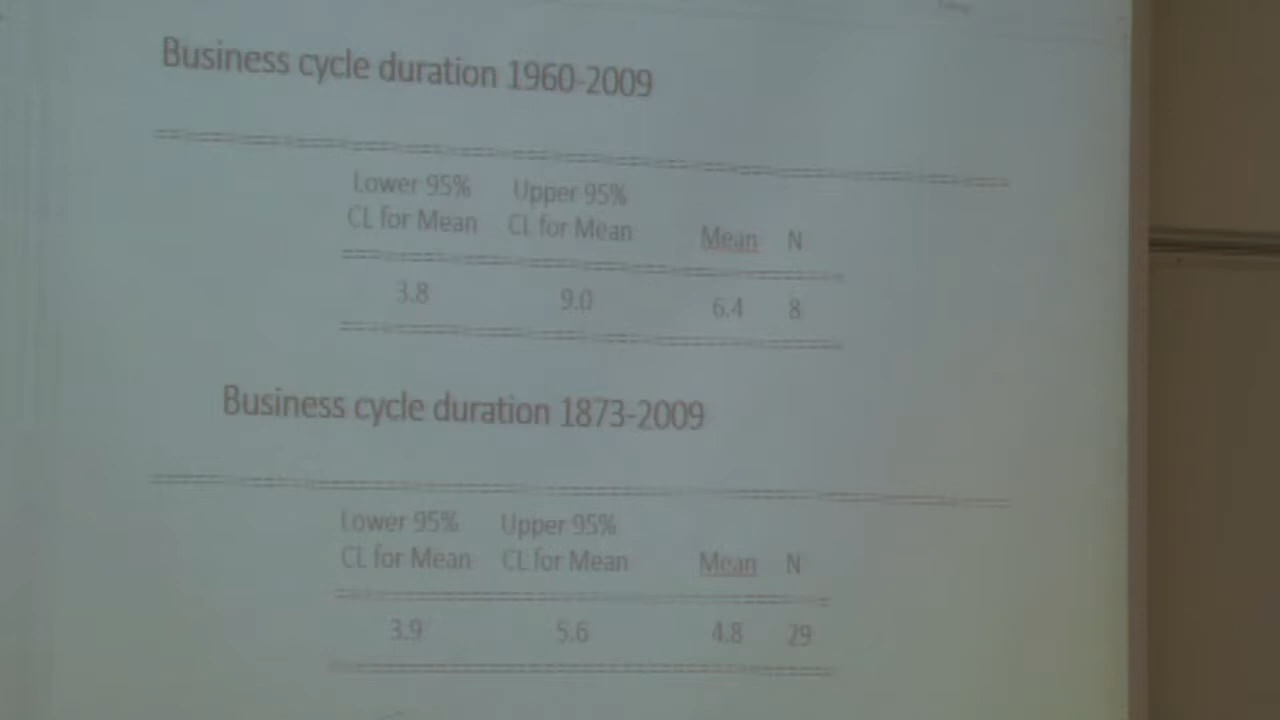 Business cycle duration 1960-2009
Lower 95% Upper 95%
CL for Mean CL for Mean Mean N
3.8 9.0 6.4 8
Business cycle duration 1873-2009
Lower 95% Upper 95%
CL for Mean CL for Mean Mean N
3.9 5.6 4.8 29